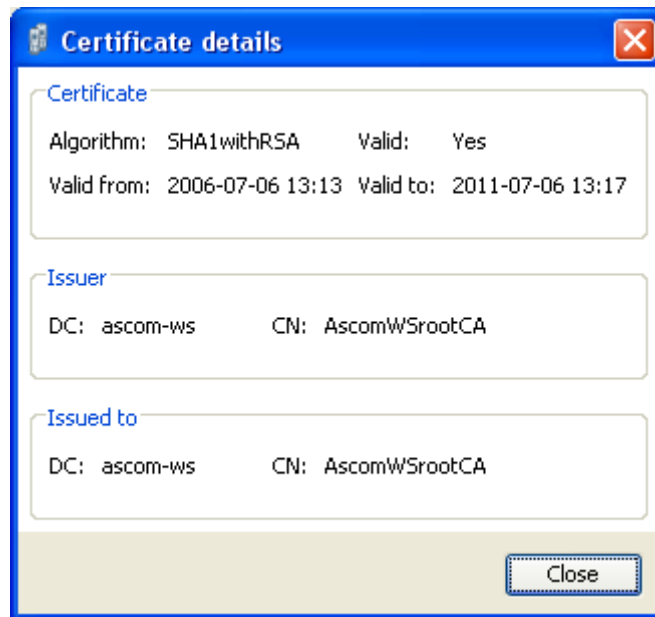 Certificate details
Certificate
Algorithm: SHA1withRSA Valid: Yes
Valid from: 2006-07-06 13:13 Valid to: 2011-07-06 13:17
Issuer
DC: ascom-ws CN: AscomWSrootCA
Issued to
DC: ascom-ws CN: AscomWSrootCA
Close